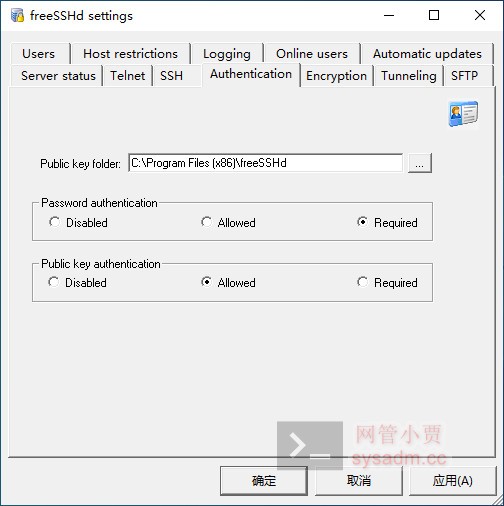 freeSSHd settings
Users Host restrictions Logging Online users Automatic updates
Server status Telnet SSH Authentication Encryption Tunneling SFTP
Public key folder: C:\Program Files (x86)\freeSSHd ...
Password authentication
Disabled Allowed Required
Public key authentication
Disabled Allowed Required
网管小贾
sysadm.cc
确定 取消 应用(A)